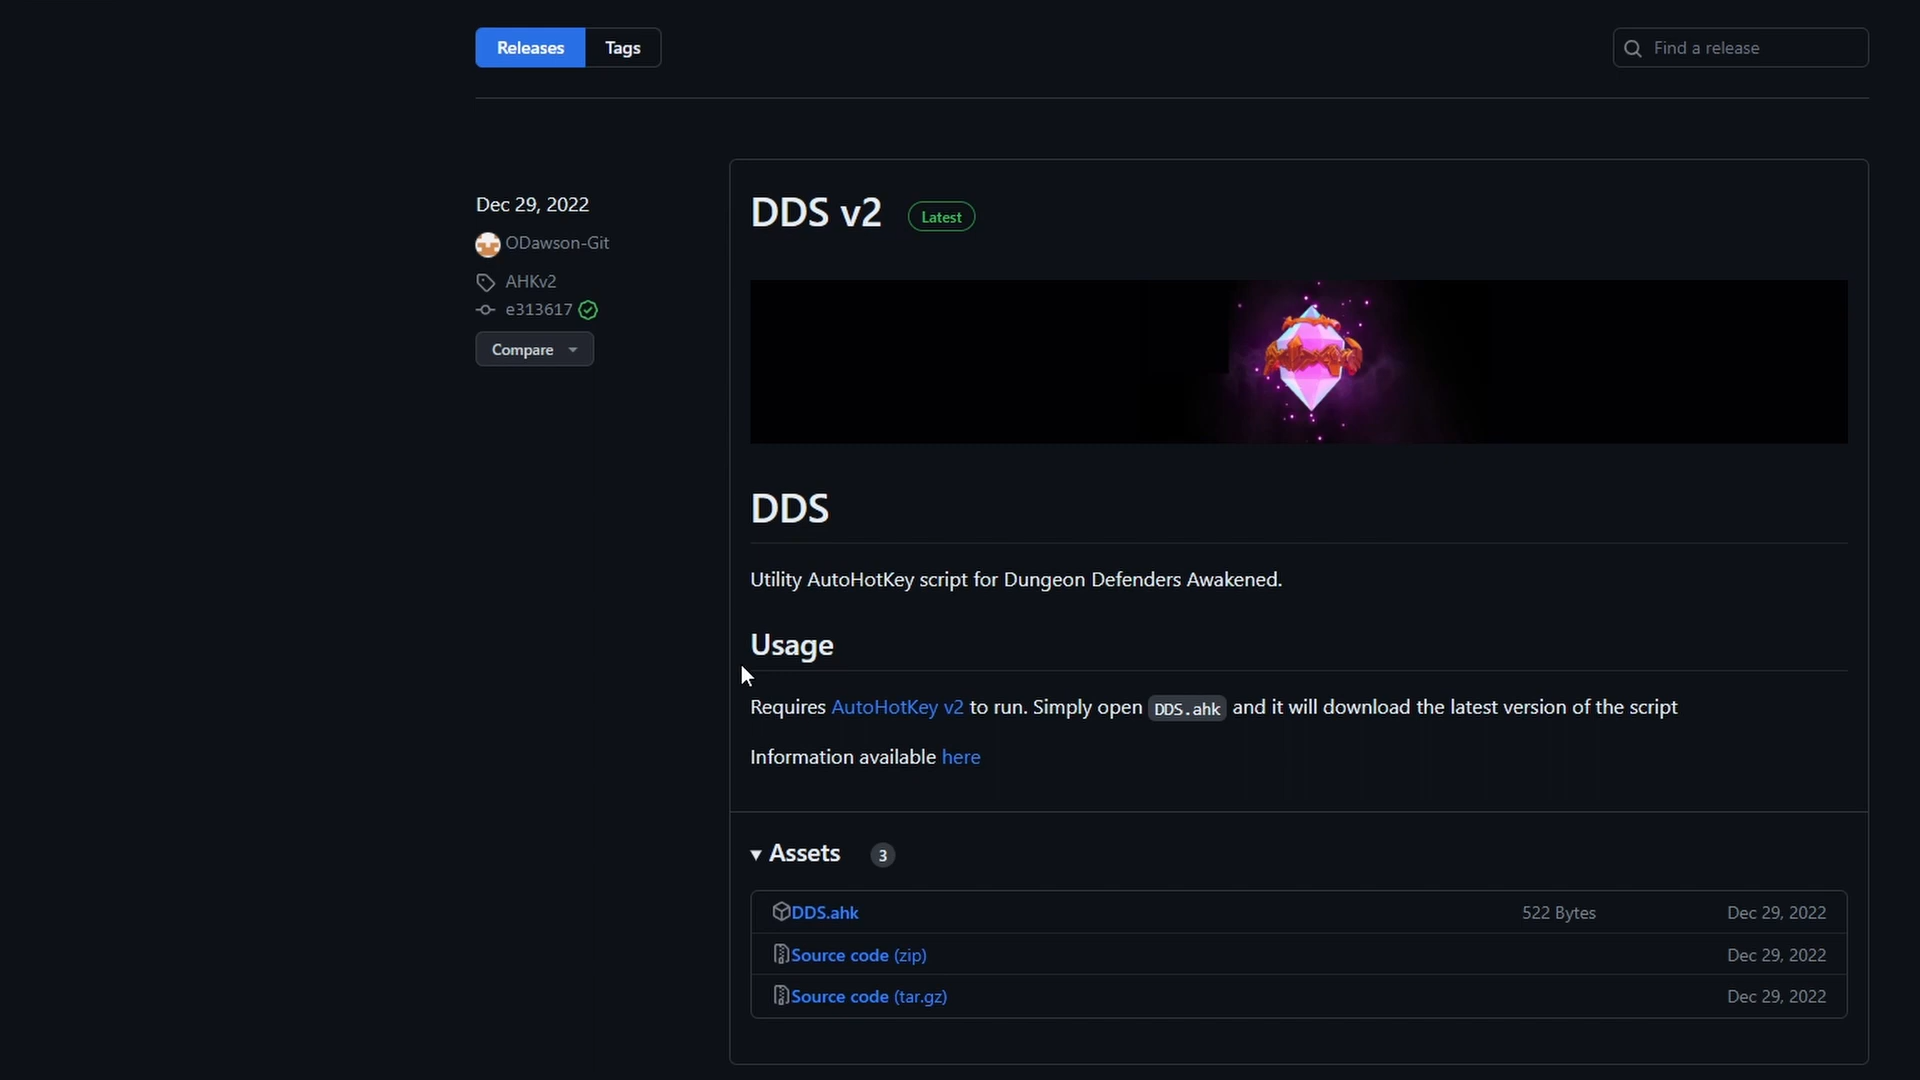 Releases
Tags
Find a release
Dec 29, 2022
ODawson-Git
AHKv2
e313617
Compare
DDS v2
Latest
DDS
Utility AutoHotKey script for Dungeon Defenders Awakened.
Usage
Requires AutoHotKey v2 to run. Simply open DDS.ahk and it will download the latest version of the script
Information available here
Assets 3
DDS.ahk 522 Bytes Dec 29, 2022
Source code (zip) Dec 29, 2022
Source code (tar.gz) Dec 29, 2022